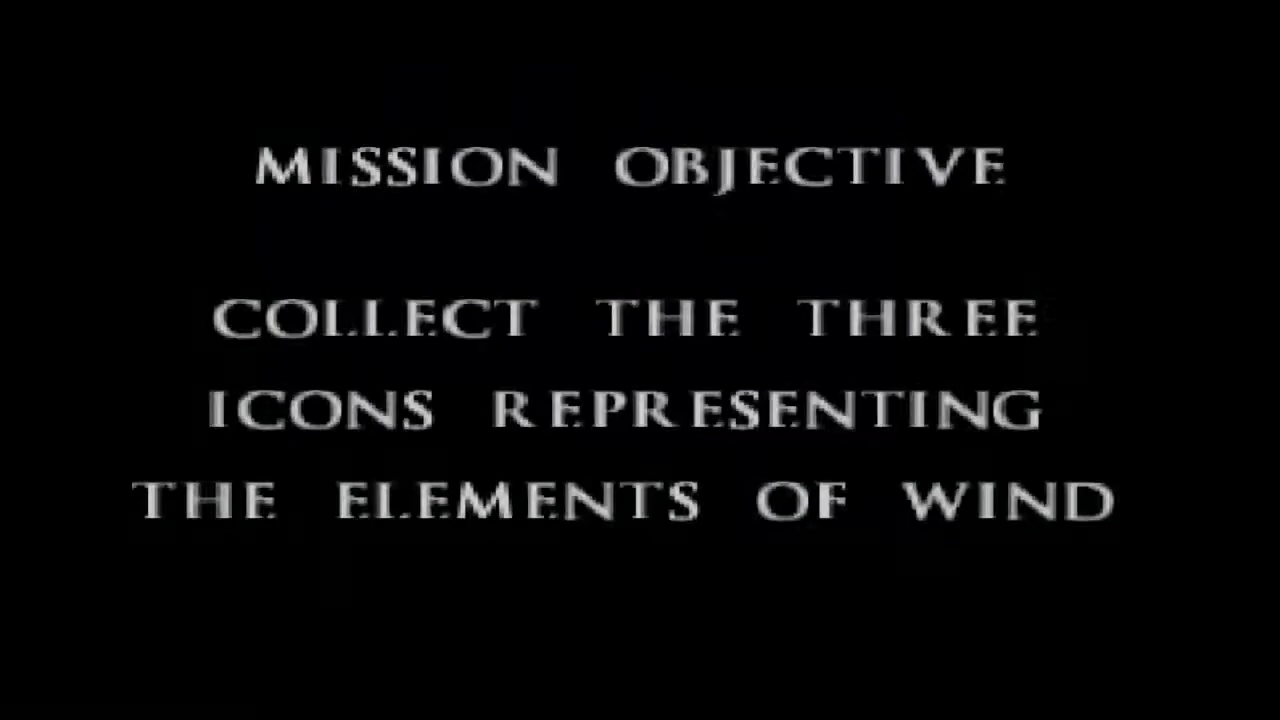 MISSION OBJECTIVE
COLLECT THE THREE
ICONS REPRESENTING
THE ELEMENTS OF WIND